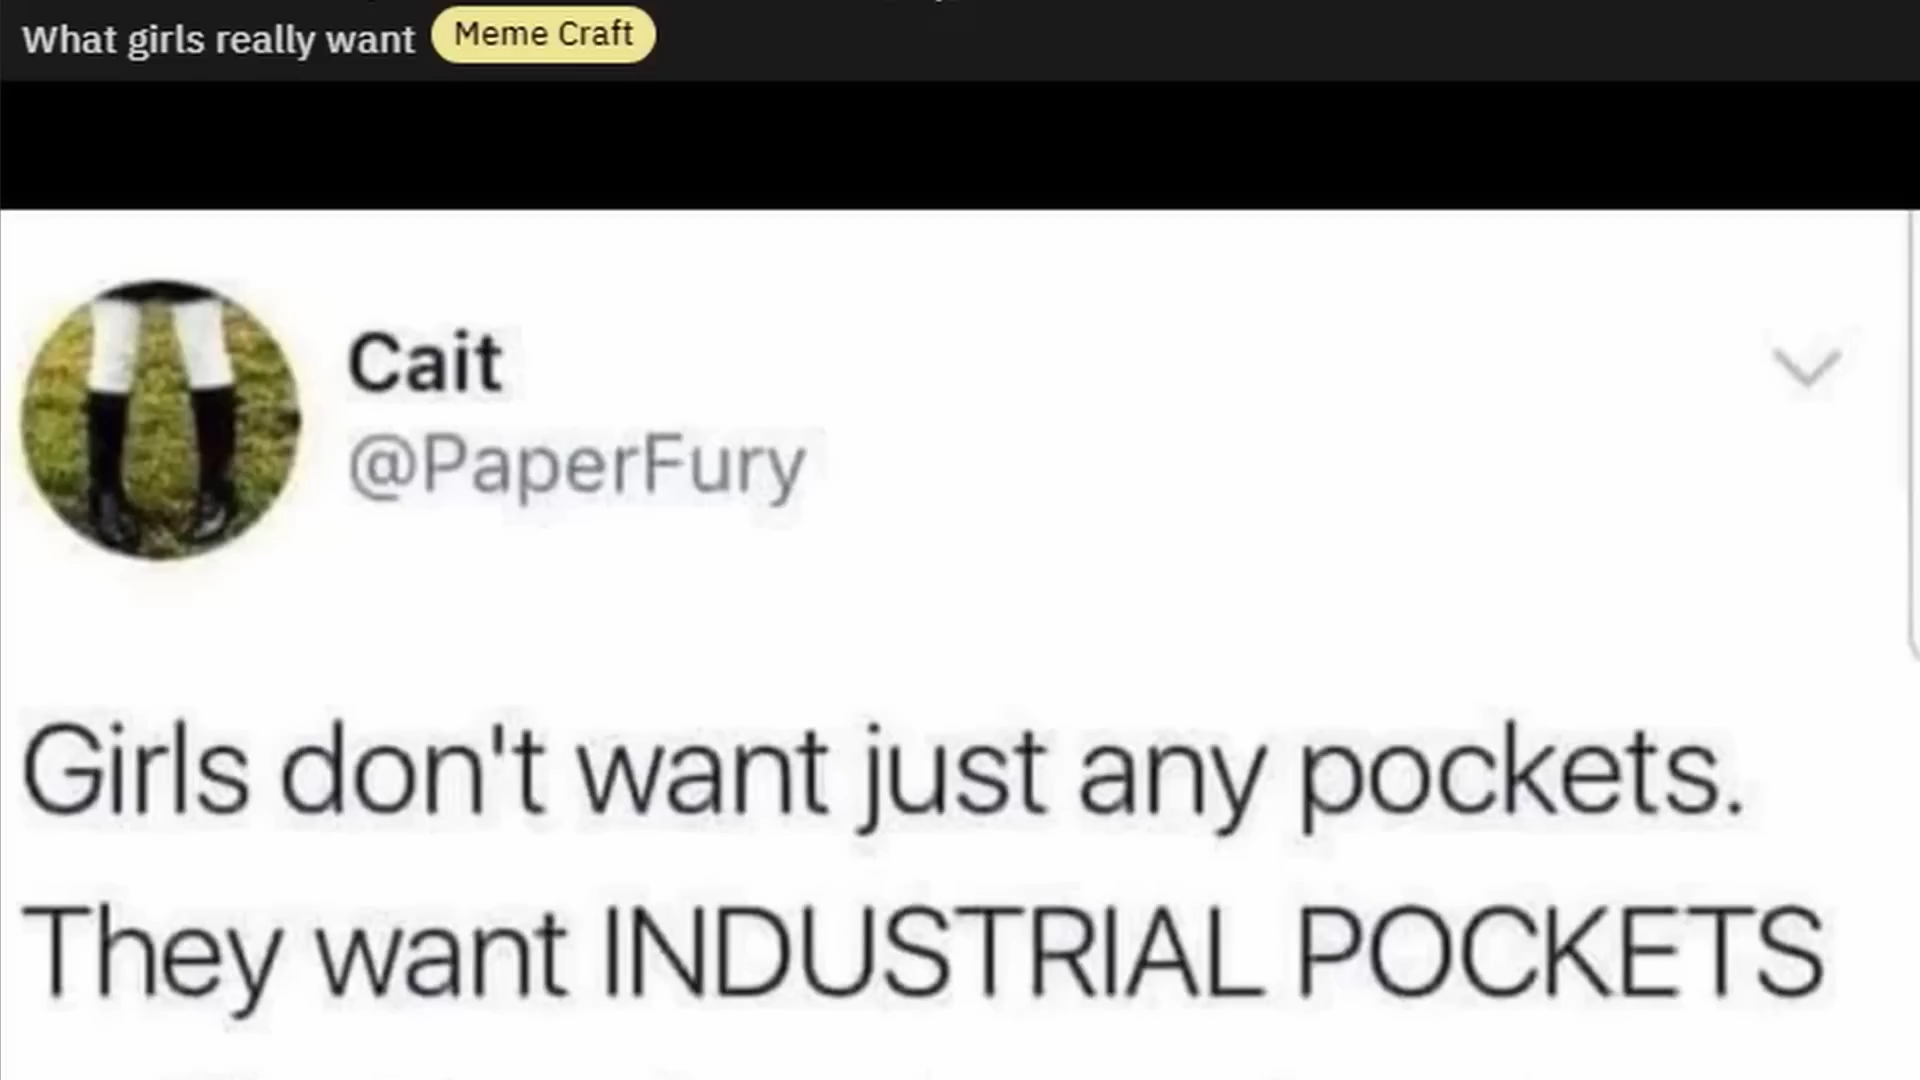 What girls really want Meme Craft
Cait
@PaperFury
Girls don't want just any pockets.
They want INDUSTRIAL POCKETS